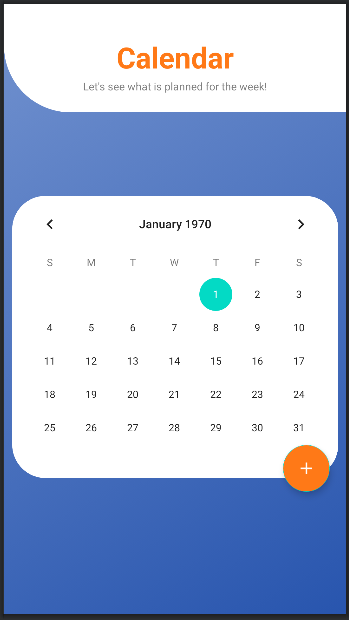 Calendar
Let's see what is planned for the week!
January 1970
S M T W T F S
1 2 3
4 5 6 7 8 9 10
11 12 13 14 15 16 17
18 19 20 21 22 23 24
25 26 27 28 29 30 31
+